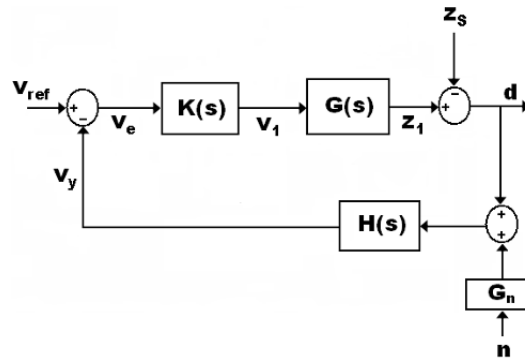 z_S
v_ref
+
−
v_e
K(s)
v_1
G(s)
z_1
+
−
d
v_y
H(s)
+
+
G_n
n